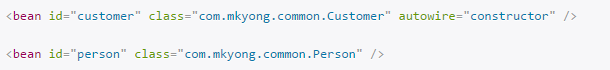 <bean id="customer" class="com.mkyong.common.Customer" autowire="constructor" />
<bean id="person" class="com.mkyong.common.Person" />